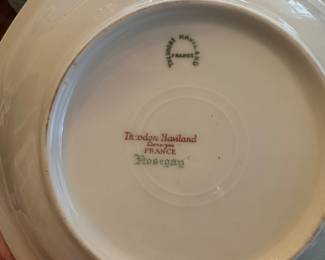 THEODORE HAVILAND
FRANCE
Theodore Haviland
Limoges
FRANCE
Nosegay